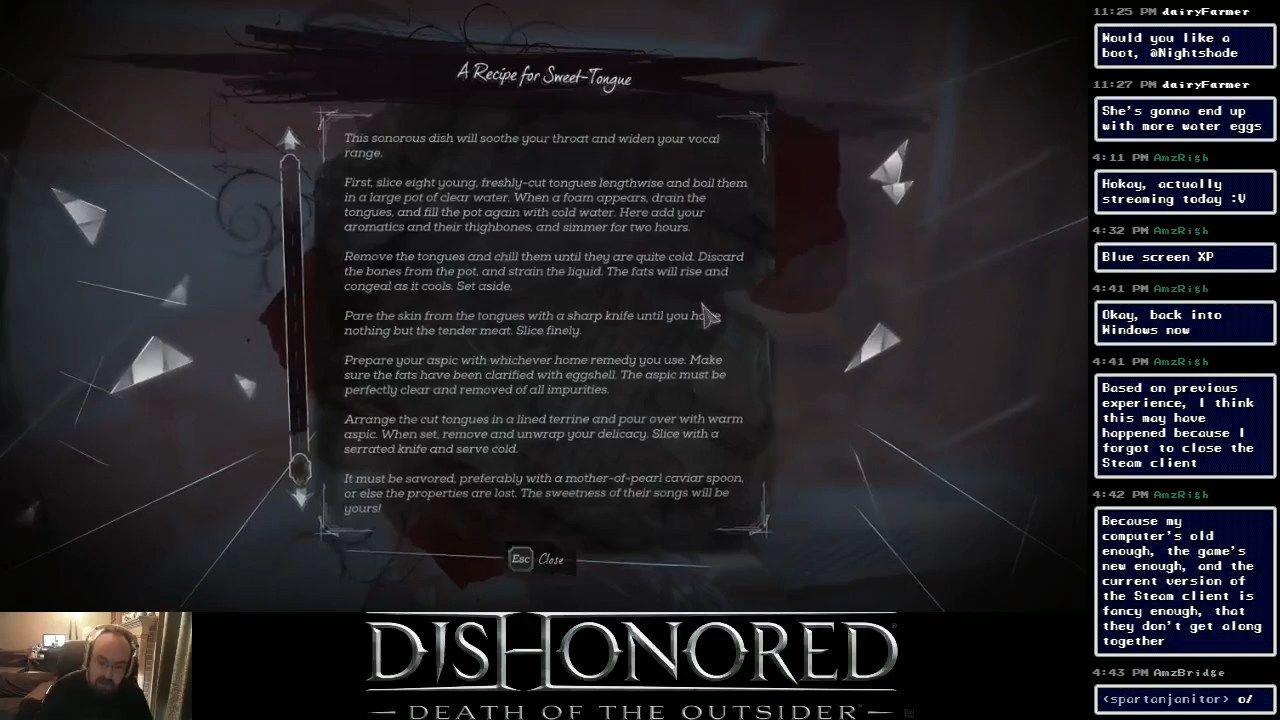 A Recipe for Sweet-Tongue
This sonorous dish will soothe your throat and widen your vocal
range.
First, slice eight young, freshly-cut tongues lengthwise and boil them
in a large pot of clear water. When a foam appears, drain the
tongues, and fill the pot again with cold water. Here add your
aromatics and their thighbones, and simmer for two hours.
Remove the tongues and chill them until they are quite cold. Discard
the bones from the pot, and strain the liquid. The fats will rise and
congeal as it cools. Set aside.
Pare the skin from the tongues with a sharp knife until you have
nothing but the tender meat. Slice finely.
Prepare your aspic with whichever home remedy you use. Make
sure the fats have been clarified with eggshell. The aspic must be
perfectly clear and removed of all impurities.
Arrange the cut tongues in a lined terrine and pour over with warm
aspic. When set, remove and unwrap your delicacy. Slice with a
serrated knife and serve cold.
It must be savored, preferably with a mother-of-pearl caviar spoon,
or else the properties are lost. The sweetness of their songs will be
yours!
Esc Close
DISHONORED®
DEATH OF THE OUTSIDER
11:25 PM dairyFarmer
Would you like a
boot, @Nightshade
11:27 PM dairyFarmer
She's gonna end up
with more water eggs
4:11 PM AmzRigh
Hokay, actually
streaming today :V
4:32 PM AmzRigh
Blue screen XP
4:41 PM AmzRigh
Okay, back into
Windows now
4:41 PM AmzRigh
Based on previous
experience, I think
this may have
happened because I
forgot to close the
Steam client
4:42 PM AmzRigh
Because my
computer's old
enough, the game's
new enough, and the
current version of
the Steam client is
fancy enough, that
they don't get along
together
4:43 PM AmzBridge
<spartanjanitor> o/